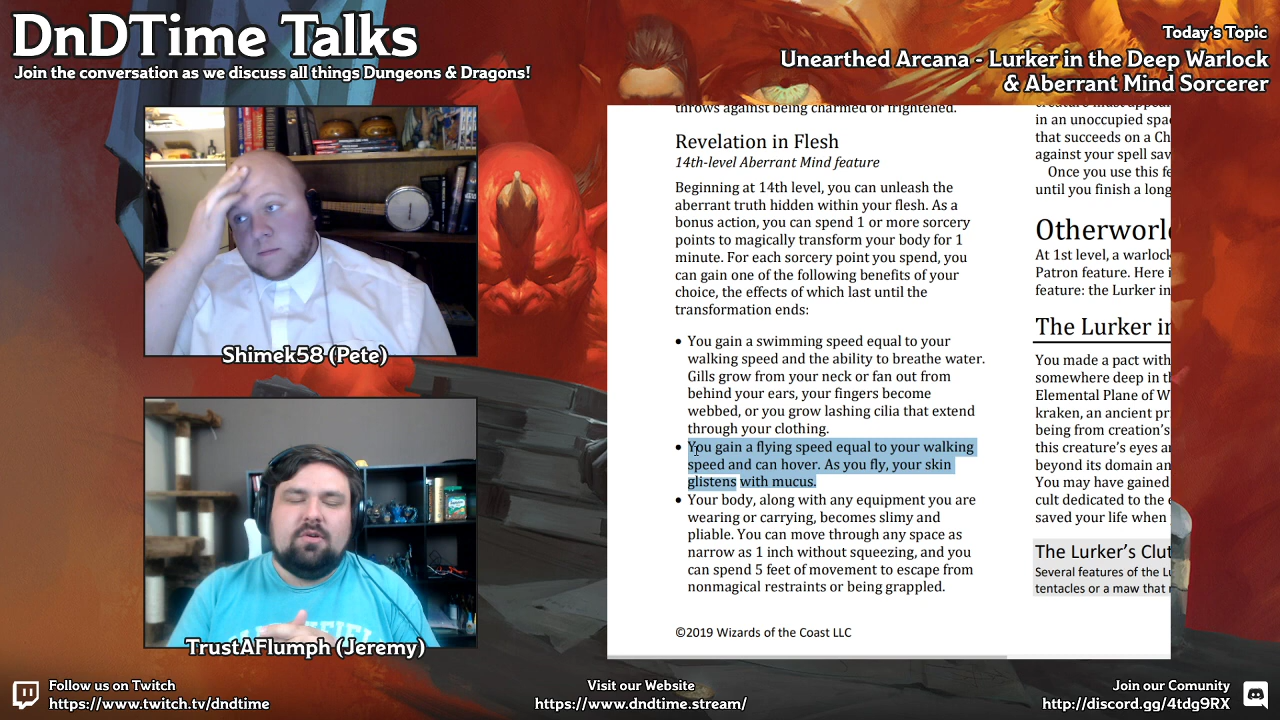 DnDTime Talks
Join the conversation as we discuss all things Dungeons & Dragons!
Today's Topic
Unearthed Arcana - Lurker in the Deep Warlock
& Aberrant Mind Sorcerer
Shimek58 (Pete)
TrustAFlumph (Jeremy)
throws against being charmed or frightened.
Revelation in Flesh
14th-level Aberrant Mind feature
Beginning at 14th level, you can unleash the
aberrant truth hidden within your flesh. As a
bonus action, you can spend 1 or more sorcery
points to magically transform your body for 1
minute. For each sorcery point you spend, you
can gain one of the following benefits of your
choice, the effects of which last until the
transformation ends:
• You gain a swimming speed equal to your
walking speed and the ability to breathe water.
Gills grow from your neck or fan out from
behind your ears, your fingers become
webbed, or you grow lashing cilia that extend
through your clothing.
• You gain a flying speed equal to your walking
speed and can hover. As you fly, your skin
glistens with mucus.
• Your body, along with any equipment you are
wearing or carrying, becomes slimy and
pliable. You can move through any space as
narrow as 1 inch without squeezing, and you
can spend 5 feet of movement to escape from
nonmagical restraints or being grappled.
©2019 Wizards of the Coast LLC
creature must appear
in an unoccupied spa
that succeeds on a Ch
against your spell sav
Once you use this fe
until you finish a long
Otherworl
At 1st level, a warlock
Patron feature. Here i
feature: the Lurker in
The Lurker in
You made a pact with
somewhere deep in t
Elemental Plane of W
kraken, an ancient pr
being from creation's
this creature's eyes a
beyond its domain an
You may have gained
cult dedicated to the
saved your life when
The Lurker's Clut
Several features of the Lu
tentacles or a maw that
Follow us on Twitch
https://www.twitch.tv/dndtime
Visit our Website
https://www.dndtime.stream/
Join our Comunity
http://discord.gg/4tdg9RX